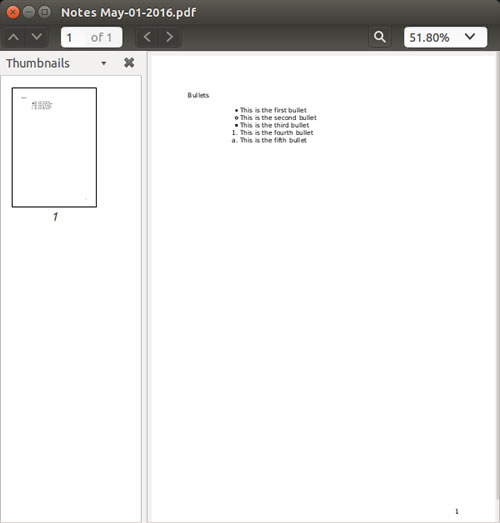 Notes May-01-2016.pdf
1 of 1
51.80%
Thumbnails
1
Bullets
• This is the first bullet
o This is the second bullet
▪ This is the third bullet
1. This is the fourth bullet
a. This is the fifth bullet
1